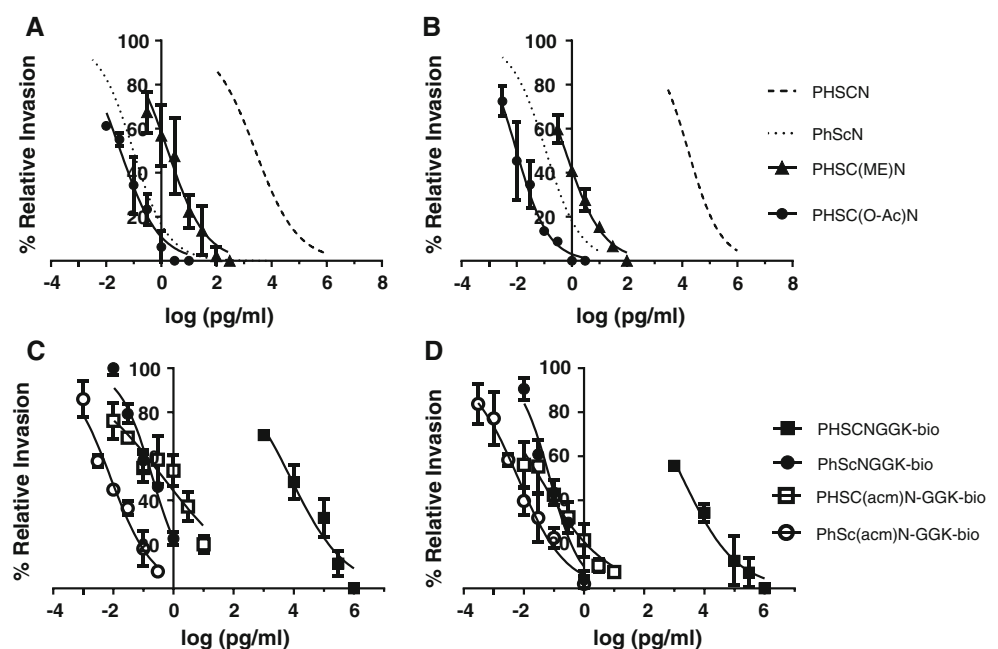 A
% Relative Invasion
100
80
60
40
20
-4 -2 0 2 4 6 8
log (pg/ml)
B
% Relative Invasion
100
80
60
40
20
-4 -2 0 2 4 6 8
log (pg/ml)
PHSCN
PhScN
PHSC(ME)N
PHSC(O-Ac)N
C
% Relative Invasion
100
80
60
40
20
-4 -2 0 2 4 6
log (pg/ml)
D
% Relative Invasion
100
80
60
40
20
-4 -2 0 2 4 6
log (pg/ml)
PHSCNGGK-bio
PhScNGGK-bio
PHSC(acm)N-GGK-bio
PhSc(acm)N-GGK-bio